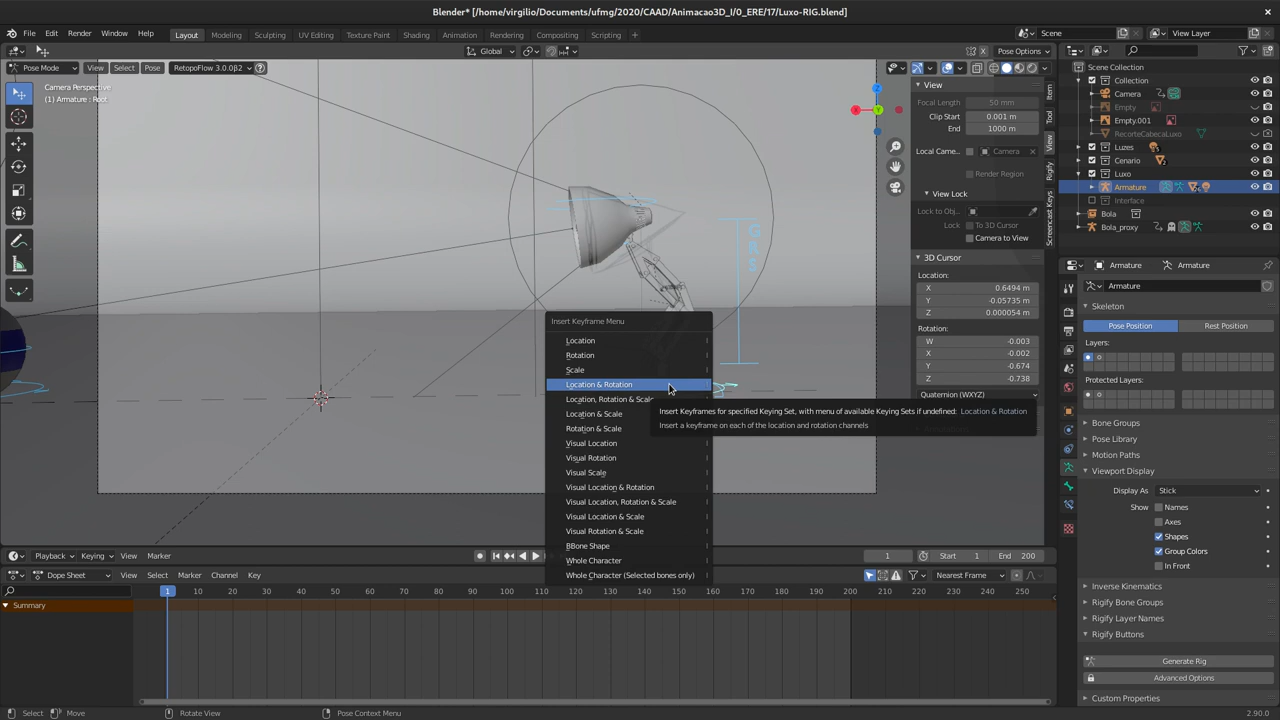 Blender* [/home/virgilio/Documents/ufmg/2020/CAAD/Animacao3D_I/0_ERE/17/Luxo-RIG.blend]
File Edit Render Window Help Layout Modeling Sculpting UV Editing Texture Paint Shading Animation Rendering Compositing Scripting Scene View Layer
Global Pose Options
Pose Mode View Select Pose RetopoFlow 3.0.0β2
Camera Perspective
(1) Armature : Root
X
Y
Z
View
Focal Length 50 mm
Clip Start 0.001 m
End 1000 m
Local Came... Camera
Render Region
View Lock
Lock to Obj...
Lock To 3D Cursor
Camera to View
3D Cursor
Location:
X 0.6494 m
Y -0.05735 m
Z 0.000054 m
Rotation:
W -0.003
X -0.002
Y -0.674
Z -0.738
Quaternion (WXYZ)
Item
Tool
View
Rigify
Screencast Keys
Scene Collection
Collection
Camera
Empty
Empty.001
RecorteCabecaLuxo
Luzes
Cenario
Luxo
Armature
Interface
Bola
Bola_proxy
Armature Armature
Armature
Skeleton
Pose Position Rest Position
Layers:
Protected Layers:
Bone Groups
Pose Library
Motion Paths
Viewport Display
Display As Stick
Show Names
Axes
Shapes
Group Colors
In Front
Inverse Kinematics
Rigify Bone Groups
Rigify Layer Names
Rigify Buttons
Generate Rig
Advanced Options
Custom Properties
Insert Keyframe Menu
Location I
Rotation I
Scale I
Location & Rotation I
Location, Rotation & Scale
Location & Scale
Rotation & Scale
Visual Location I
Visual Rotation I
Visual Scale I
Visual Location & Rotation I
Visual Location, Rotation & Scale I
Visual Location & Scale I
Visual Rotation & Scale I
BBone Shape I
Whole Character I
Whole Character (Selected bones only) I
Insert Keyframes for specified Keying Set, with menu of available Keying Sets if undefined: Location & Rotation
Insert a keyframe on each of the location and rotation channels
Playback Keying View Marker 1 Start 1 End 200
Dope Sheet View Select Marker Channel Key Nearest Frame
1 10 20 30 40 50 60 70 80 90 100 110 120 130 140 150 160 170 180 190 200 210 220 230 240 250
Summary
Select Move Rotate View Pose Context Menu 2.90.0